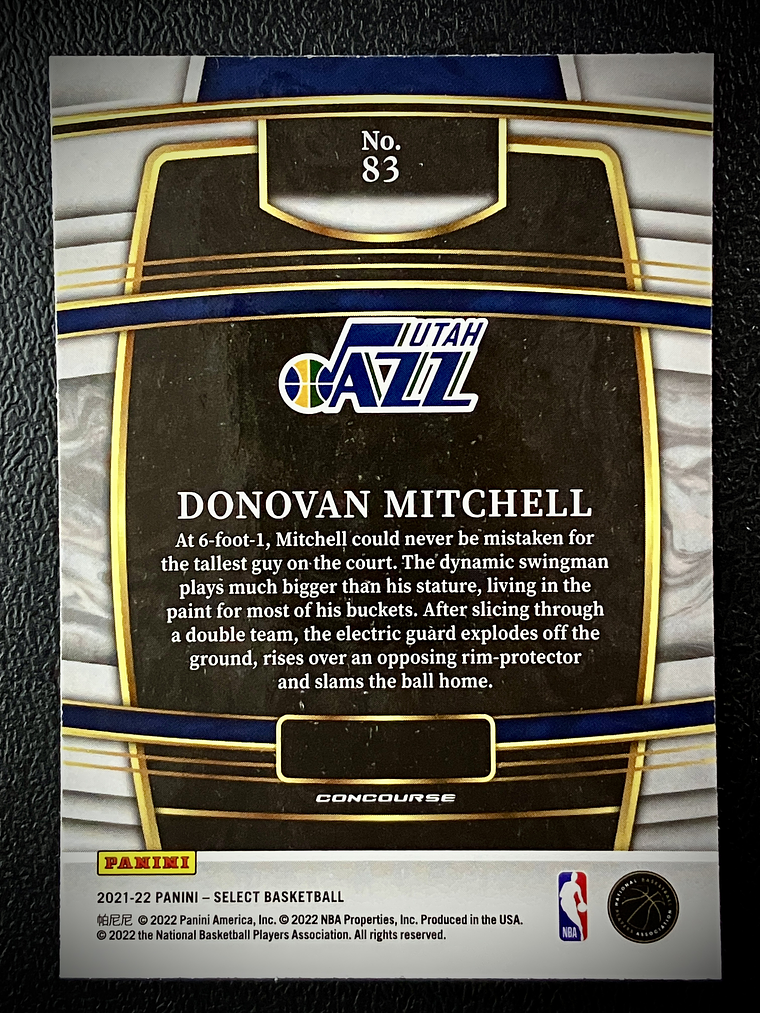 No.
83
UTAH
JAZZ
DONOVAN MITCHELL
At 6-foot-1, Mitchell could never be mistaken for
the tallest guy on the court. The dynamic swingman
plays much bigger than his stature, living in the
paint for most of his buckets. After slicing through
a double team, the electric guard explodes off the
ground, rises over an opposing rim-protector
and slams the ball home.
CONCOURSE
PANINI
2021-22 PANINI – SELECT BASKETBALL
帕尼尼 © 2022 Panini America, Inc. © 2022 NBA Properties, Inc. Produced in the USA.
© 2022 the National Basketball Players Association. All rights reserved.
NBA
NATIONAL BASKETBALL
PLAYERS ASSOCIATION